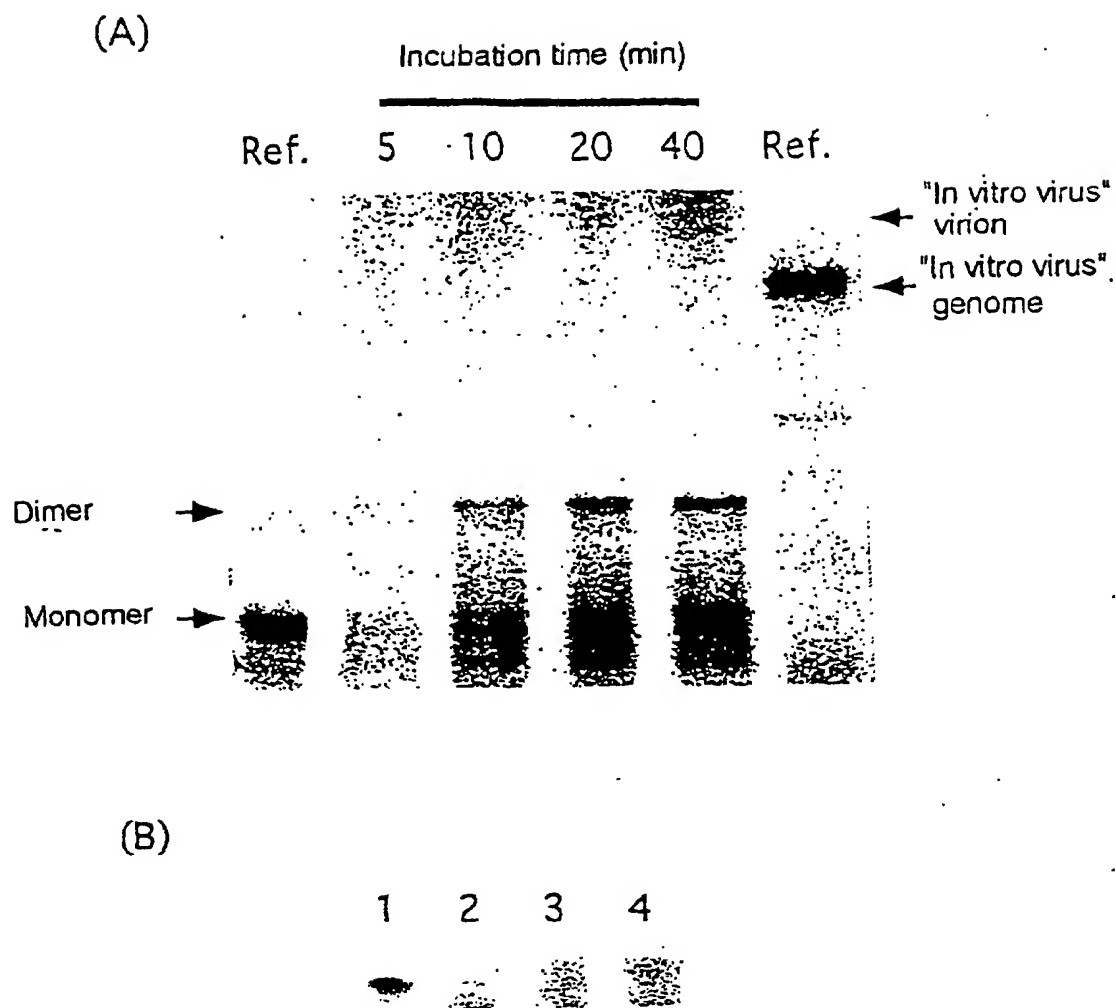 (A)
Incubation time (min)
Ref. 5 10 20 40 Ref.
"In vitro virus"
virion
"In vitro virus"
genome
Dimer
Monomer
(B)
1 2 3 4